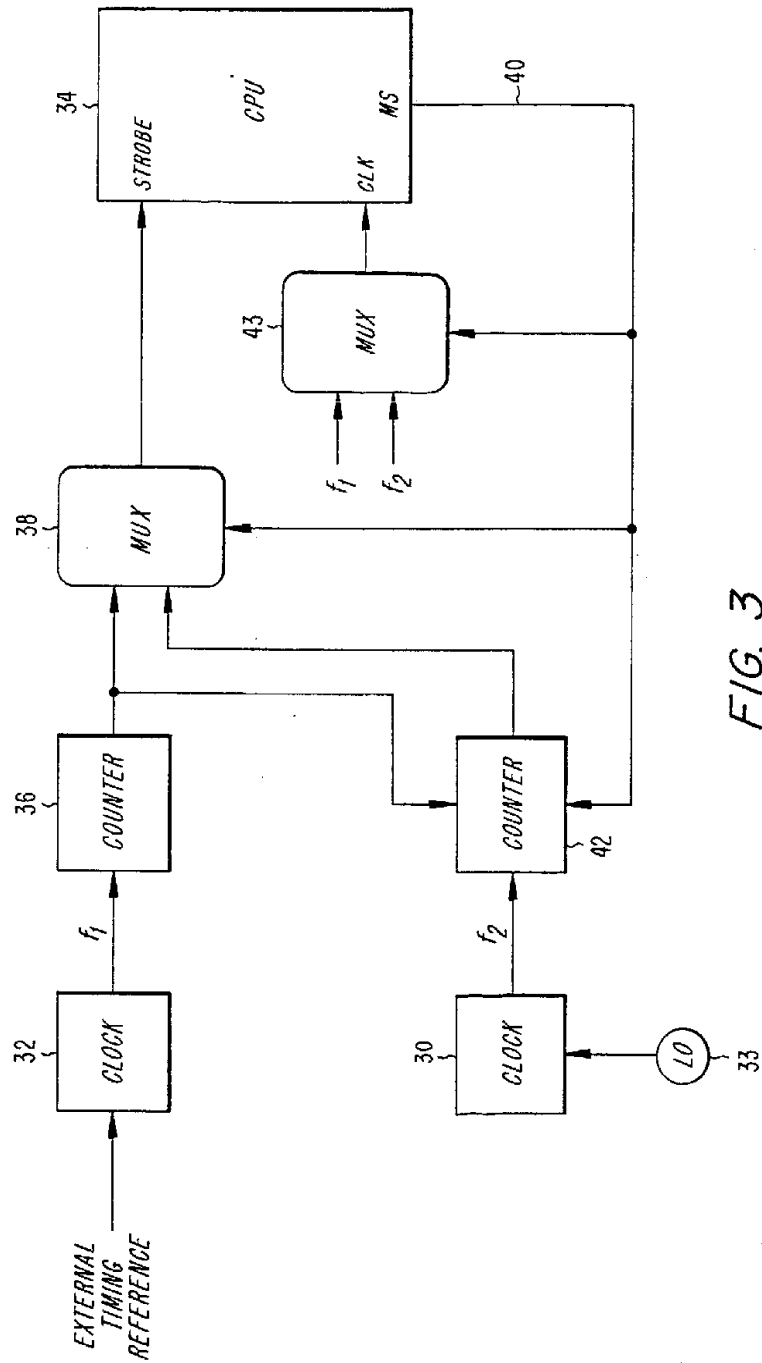 EXTERNAL
TIMING
REFERENCE
32
CLOCK
f1
36
COUNTER
38
MUX
34
STROBE
CPU
CLK
MS
43
MUX
f1
f2
40
30
CLOCK
f2
COUNTER
42
LO
33
FIG. 3